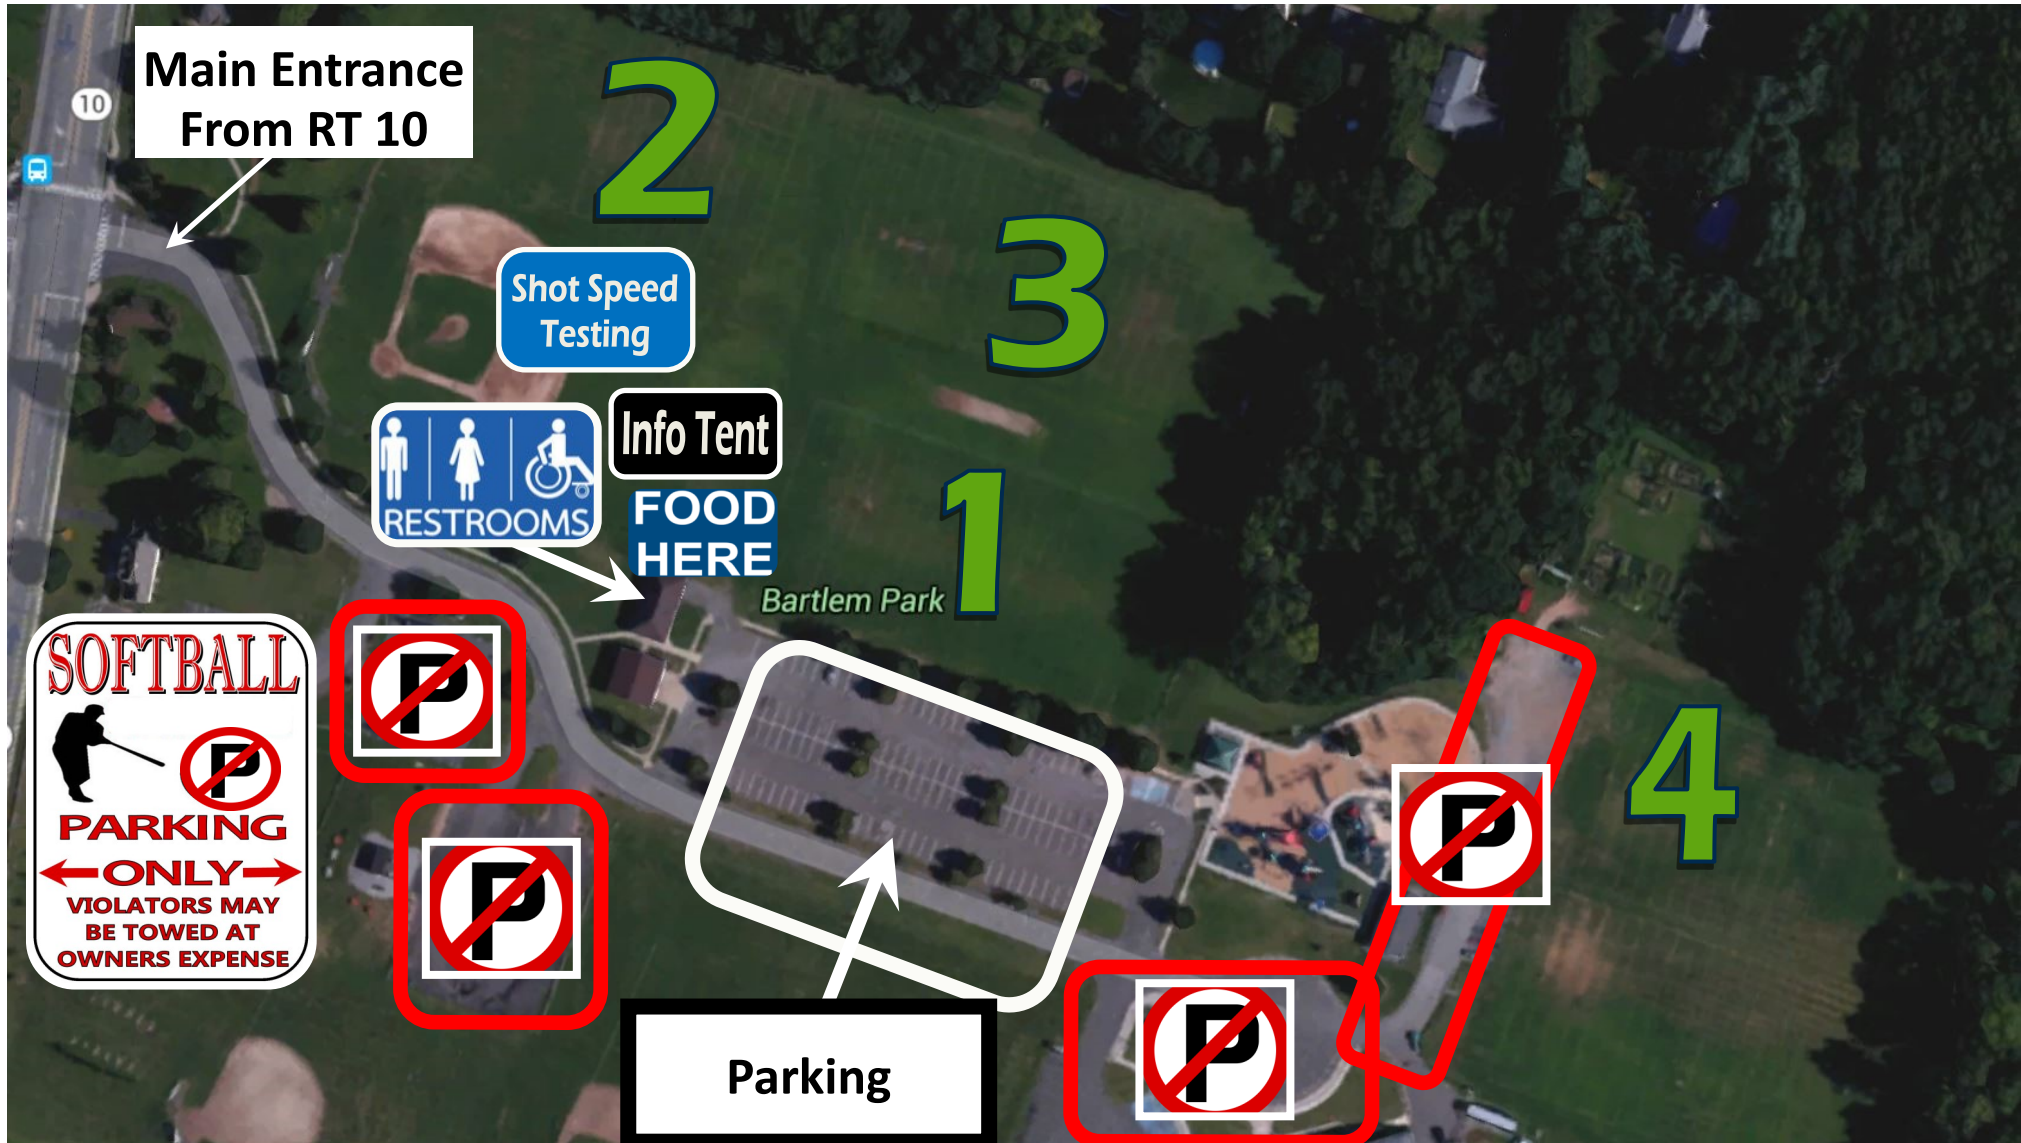 Main Entrance
From RT 10
10
2
3
Shot Speed
Testing
Info Tent
RESTROOMS
FOOD
HERE
1
Bartlem Park
SOFTBALL
P
PARKING
ONLY
VIOLATORS MAY
BE TOWED AT
OWNERS EXPENSE
P
P
4
P
P
Parking